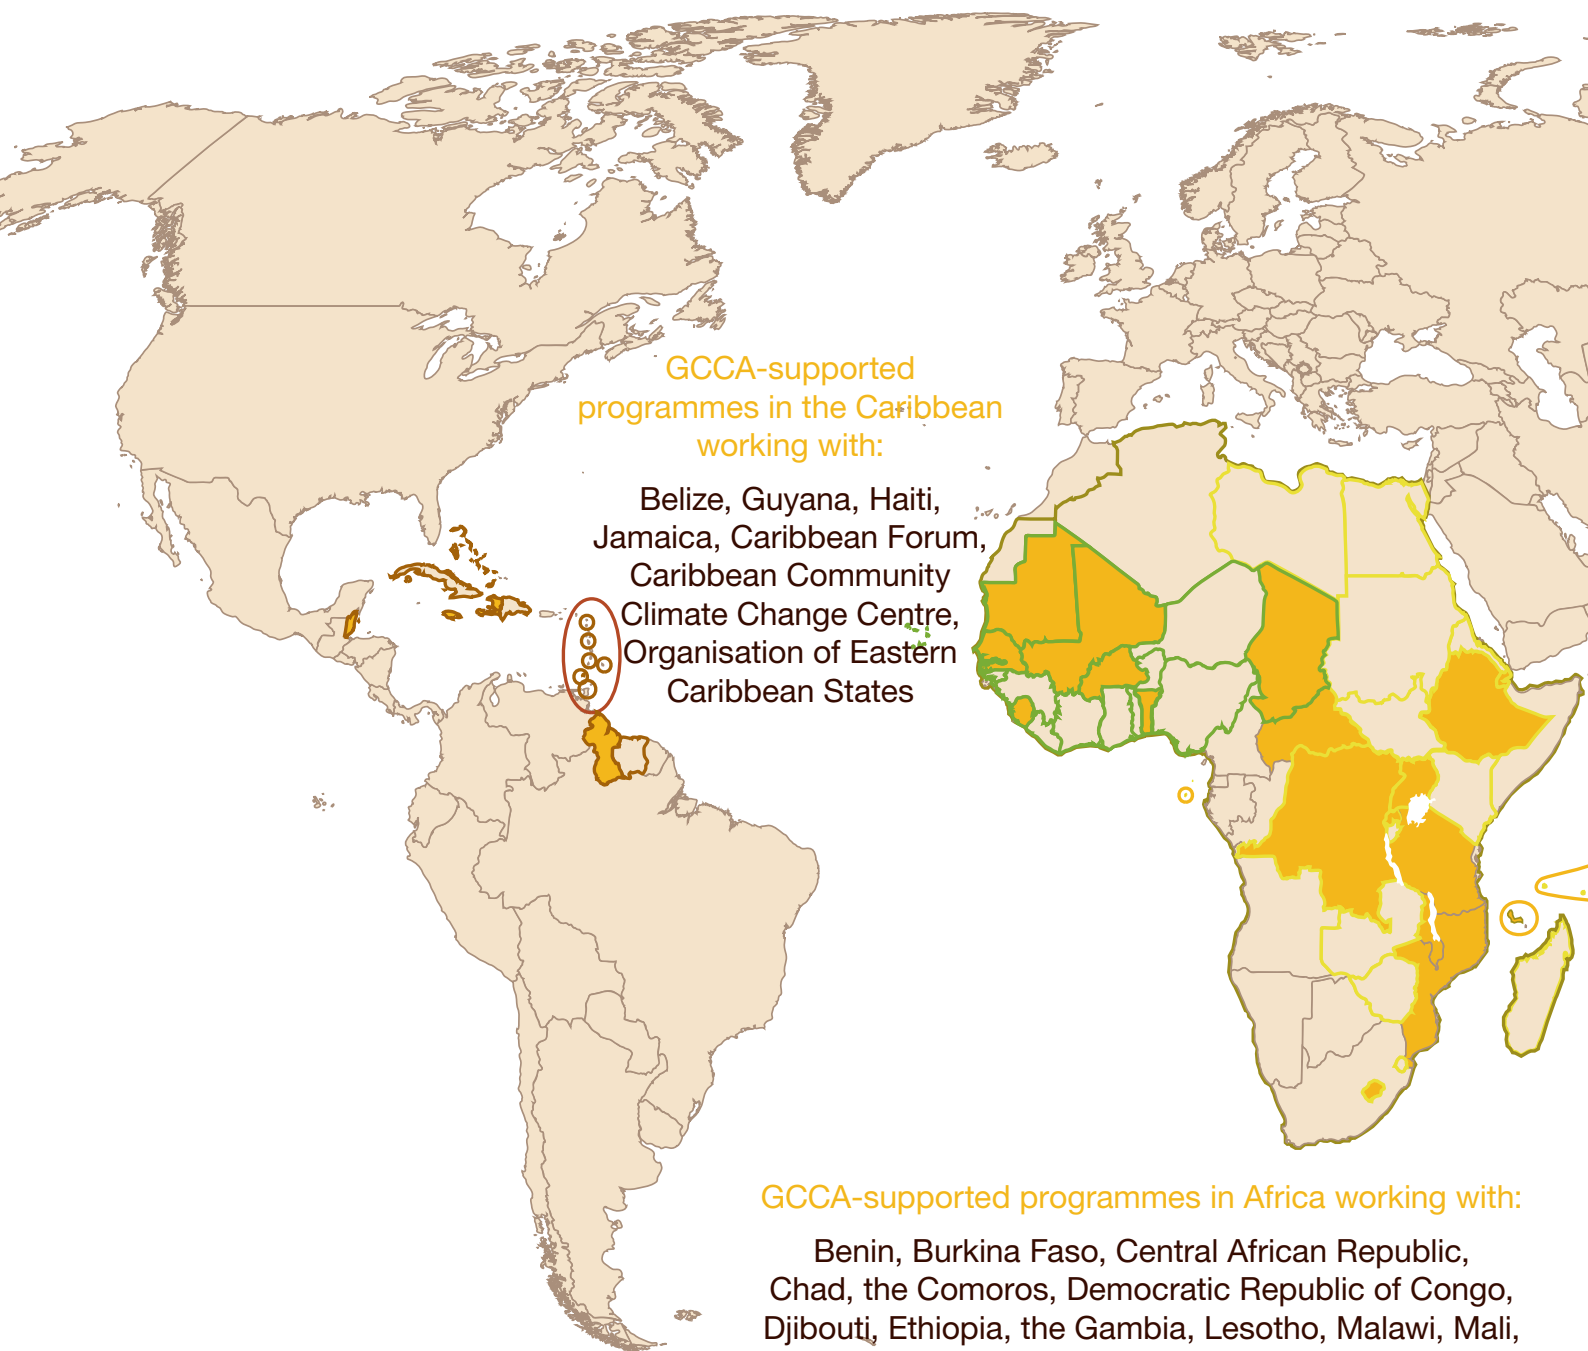 GCCA-supported
programmes in the Caribbean
working with:
Belize, Guyana, Haiti,
Jamaica, Caribbean Forum,
Caribbean Community
Climate Change Centre,
Organisation of Eastern
Caribbean States
GCCA-supported programmes in Africa working with:
Benin, Burkina Faso, Central African Republic,
Chad, the Comoros, Democratic Republic of Congo,
Djibouti, Ethiopia, the Gambia, Lesotho, Malawi, Mali,